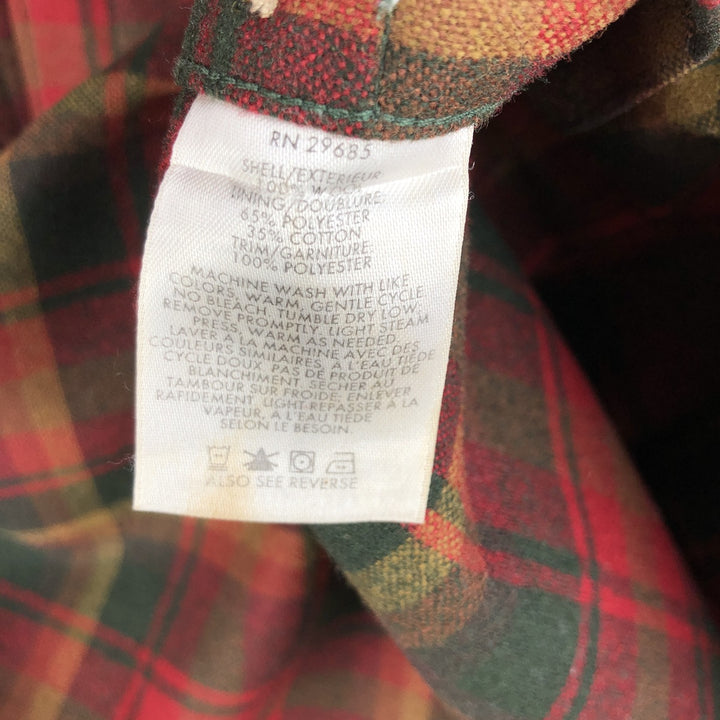 RN 29685
SHELL/EXTERIEUR
100% WOOL
LINING/DOUBLURE:
65% POLYESTER
35% COTTON
TRIM/GARNITURE:
100% POLYESTER
MACHINE WASH WITH LIKE
COLORS, WARM, GENTLE CYCLE.
NO BLEACH, TUMBLE DRY LOW,
REMOVE PROMPTLY. LIGHT STEAM
PRESS, WARM AS NEEDED.
LAVER A LA MACHINE AVEC DES
COULEURS SIMILAIRES, A L'EAU TIÈDE
CYCLE DOUX. PAS DE PRODUIT DE
BLANCHIMENT. SÉCHER AU
TAMBOUR SUR FROIDE; ENLEVER
RAPIDEMENT. LIGHT REPASSER A LA
VAPEUR, A L'EAU TIÈDE
SELON LE BESOIN.
ALSO SEE REVERSE